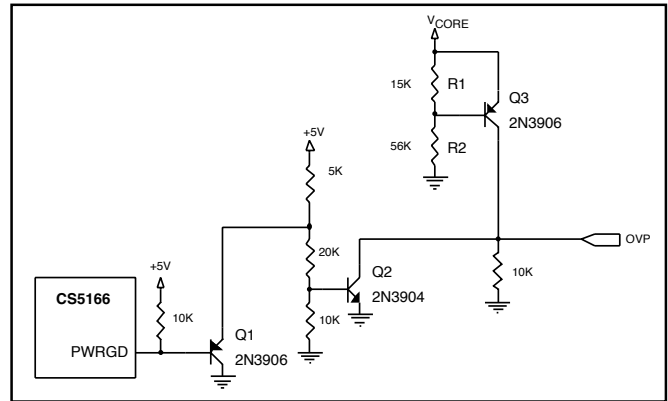 VCORE
15K
R1
Q3
2N3906
+5V
56K
R2
5K
20K
OVP
Q2
2N3904
10K
+5V
CS5166
10K
10K
Q1
PWRGD
2N3906